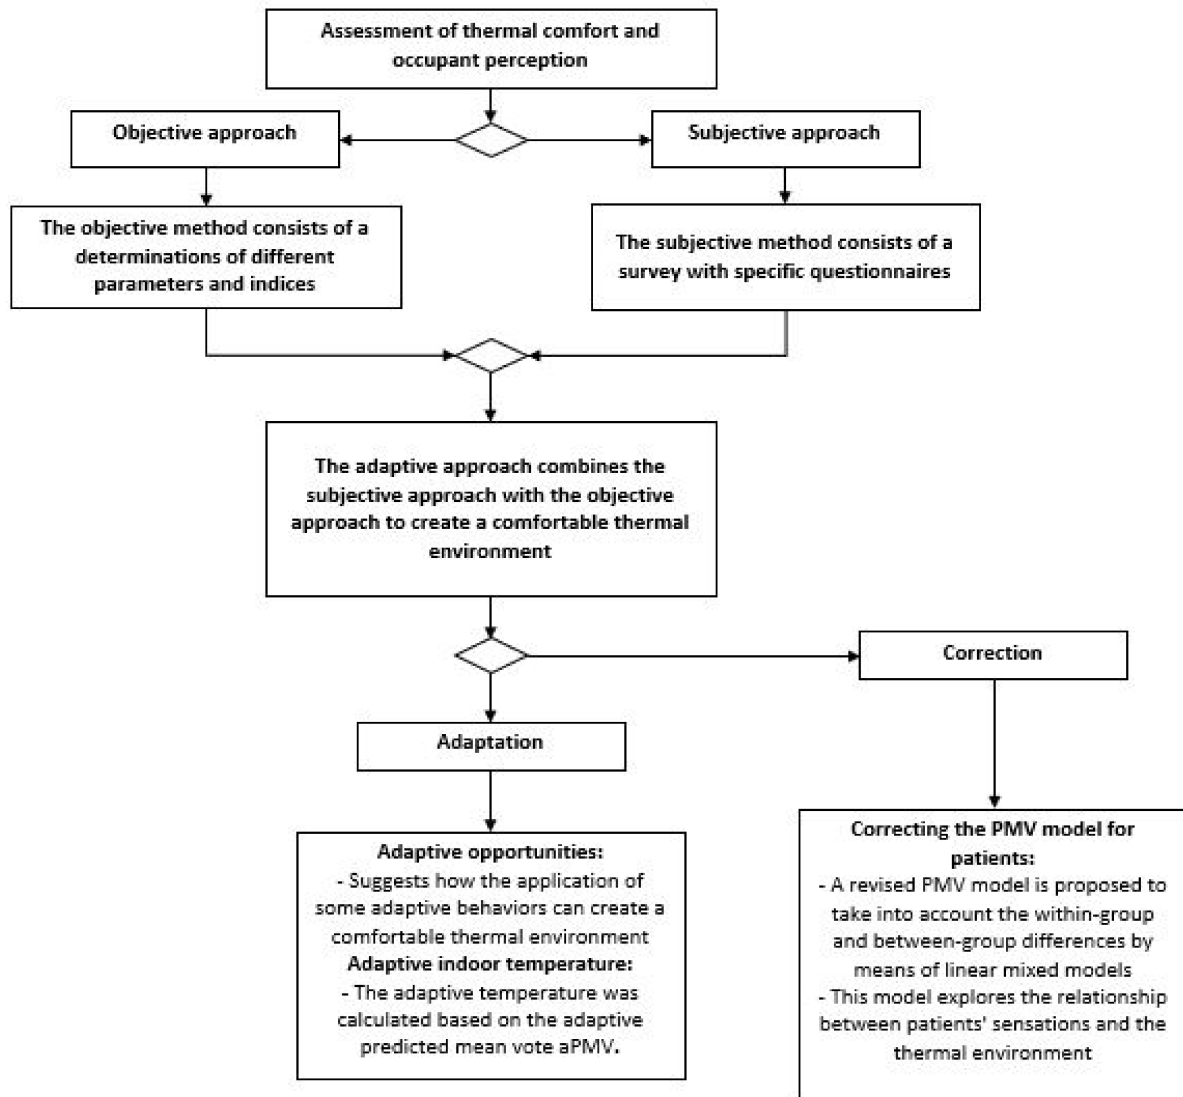 Assessment of thermal comfort and
occupant perception
Objective approach
Subjective approach
The objective method consists of a
determinations of different
parameters and indices
The subjective method consists of a
survey with specific questionnaires
The adaptive approach combines the
subjective approach with the objective
approach to create a comfortable thermal
environment
Correction
Adaptation
Adaptive opportunities:
- Suggests how the application of
some adaptive behaviors can create a
comfortable thermal environment
Adaptive indoor temperature:
- The adaptive temperature was
calculated based on the adaptive
predicted mean vote aPMV.
Correcting the PMV model for
patients:
- A revised PMV model is proposed to
take into account the within-group
and between-group differences by
means of linear mixed models
- This model explores the relationship
between patients' sensations and the
thermal environment